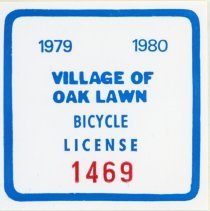 1979 1980
VILLAGE OF
OAK LAWN
BICYCLE
LICENSE
1469